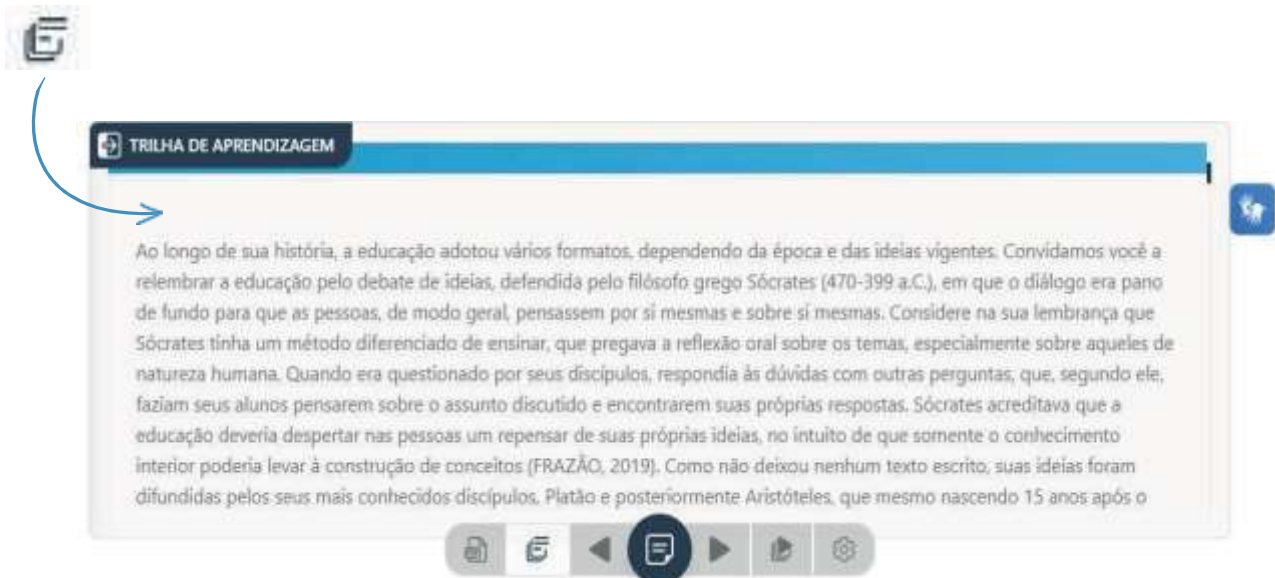 TRILHA DE APRENDIZAGEM
Ao longo de sua história, a educação adotou vários formatos, dependendo da época e das ideias vigentes. Convidamos você a
relembrar a educação pelo debate de ideias, defendida pelo filósofo grego Sócrates (470-399 a.C.), em que o diálogo era pano
de fundo para que as pessoas, de modo geral, pensassem por si mesmas e sobre si mesmas. Considere na sua lembrança que
Sócrates tinha um método diferenciado de ensinar, que pregava a reflexão oral sobre os temas, especialmente sobre aqueles de
natureza humana. Quando era questionado por seus discípulos, respondia às dúvidas com outras perguntas, que, segundo ele,
faziam seus alunos pensarem sobre o assunto discutido e encontrarem suas próprias respostas. Sócrates acreditava que a
educação deveria despertar nas pessoas um repensar de suas próprias ideias, no intuito de que somente o conhecimento
interior poderia levar à construção de conceitos (FRAZÃO, 2019). Como não deixou nenhum texto escrito, suas ideias foram
difundidas pelos seus mais conhecidos discípulos, Platão e posteriormente Aristóteles, que mesmo nascendo 15 anos após o